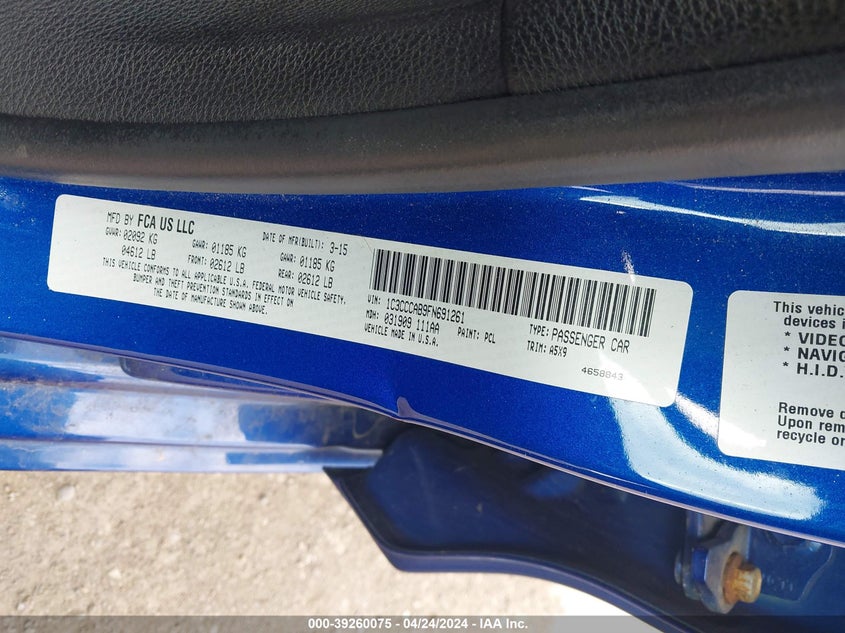 MFD BY FCA US LLC
DATE OF MFR(BUILT): 3-15
GVWR: 02092 KG
04612 LB
GAWR: 01185 KG
FRONT: 02612 LB
GAWR: 01185 KG
REAR: 02612 LB
THIS VEHICLE CONFORMS TO ALL APPLICABLE U.S.A. FEDERAL MOTOR VEHICLE SAFETY,
BUMPER AND THEFT PREVENTION STANDARDS IN EFFECT ON
THE DATE OF MANUFACTURE SHOWN ABOVE.
VIN: 1C3CCCAB9FN691261
MDH: 031909 111AA
PAINT: PCL
VEHICLE MADE IN U.S.A.
TYPE: PASSENGER CAR
TRIM: A5X9
4658843
This vehic
devices i
* VIDEO
* NAVIG
* H.I.D.
Remove
Upon rem
recycle or
000-39260075 - 04/24/2024 - IAA Inc.